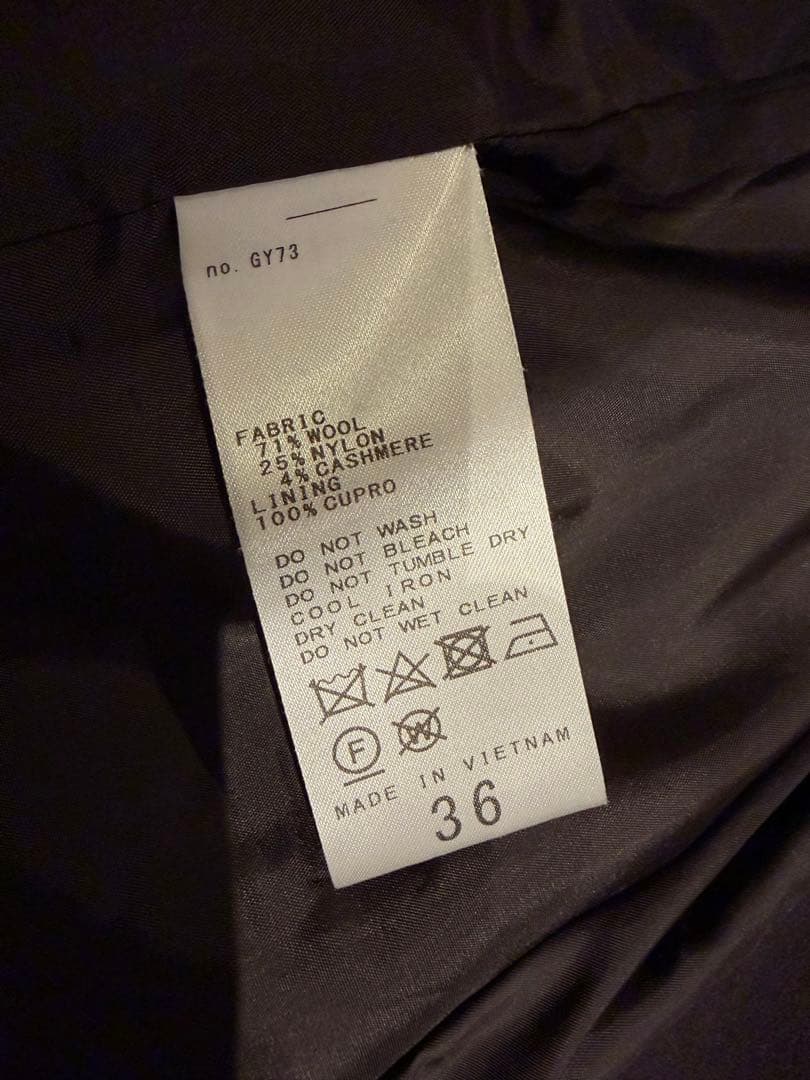 no. GY73
FABRIC
71% WOOL
25% NYLON
4% CASHMERE
LINING
100% CUPRO
DO NOT WASH
DO NOT BLEACH
DO NOT TUMBLE DRY
COOL IRON
DRY CLEAN
DO NOT WET CLEAN
F W
MADE IN VIETNAM
36